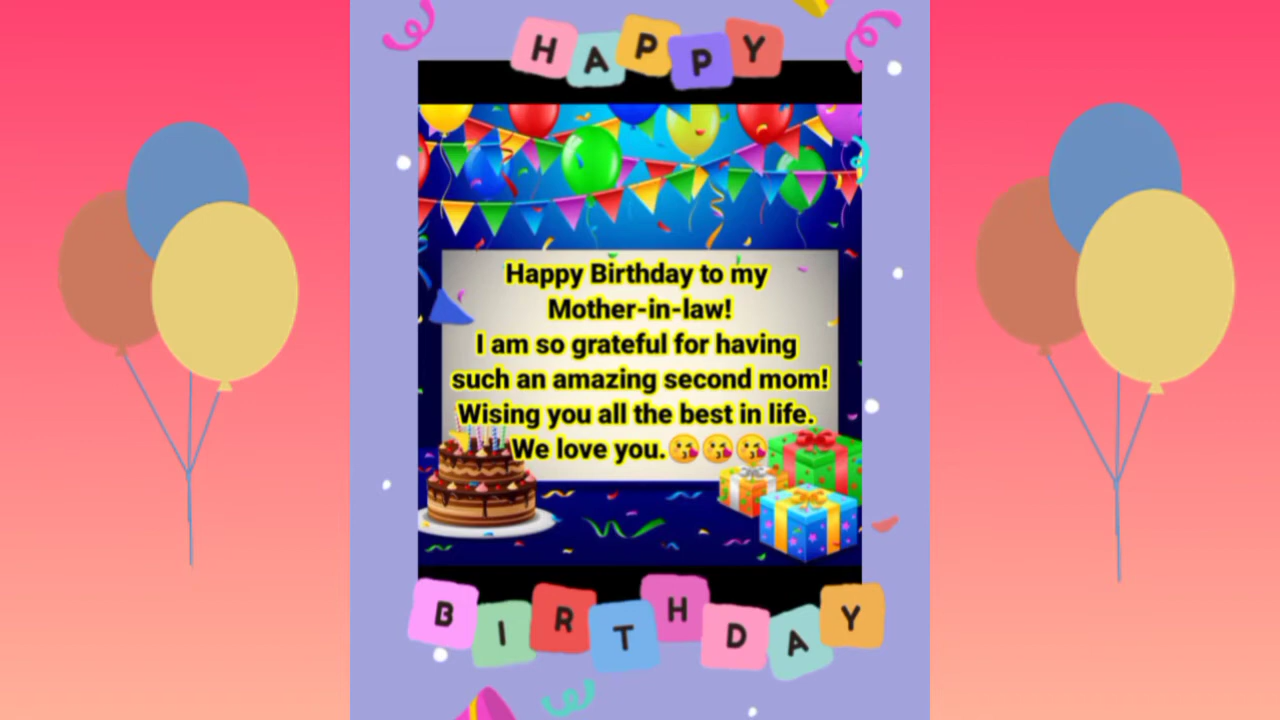 HAPPY
Happy Birthday to my
Mother-in-law!
I am so grateful for having
such an amazing second mom!
Wising you all the best in life.
We love you.😘😘😘
BIRTHDAY